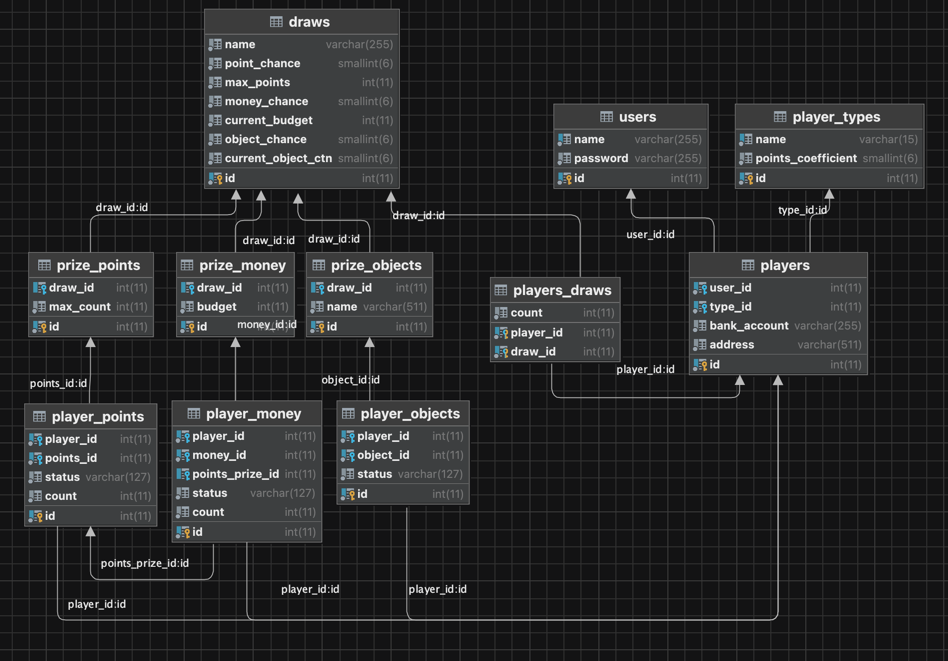 draws
name varchar(255)
point_chance smallint(6)
max_points int(11)
money_chance smallint(6)
current_budget int(11)
object_chance smallint(6)
current_object_ctn smallint(6)
id int(11)
users
name varchar(255)
password varchar(255)
id int(11)
player_types
name varchar(15)
points_coefficient smallint(6)
id int(11)
draw_id:id
draw_id:id
draw_id:id
draw_id:id
user_id:id
type_id:id
prize_points
draw_id int(11)
max_count int(11)
id int(11)
prize_money
draw_id int(11)
budget int(11)
id int(11)
money_id:id
prize_objects
draw_id int(11)
name varchar(511)
id int(11)
players_draws
count int(11)
player_id int(11)
draw_id int(11)
players
user_id int(11)
type_id int(11)
bank_account varchar(255)
address varchar(511)
id int(11)
points_id:id
object_id:id
player_id:id
player_points
player_id int(11)
points_id int(11)
status varchar(127)
count int(11)
id int(11)
player_money
player_id int(11)
money_id int(11)
points_prize_id int(11)
status varchar(127)
count int(11)
id int(11)
player_objects
player_id int(11)
object_id int(11)
status varchar(127)
id int(11)
points_prize_id:id
player_id:id
player_id:id
player_id:id